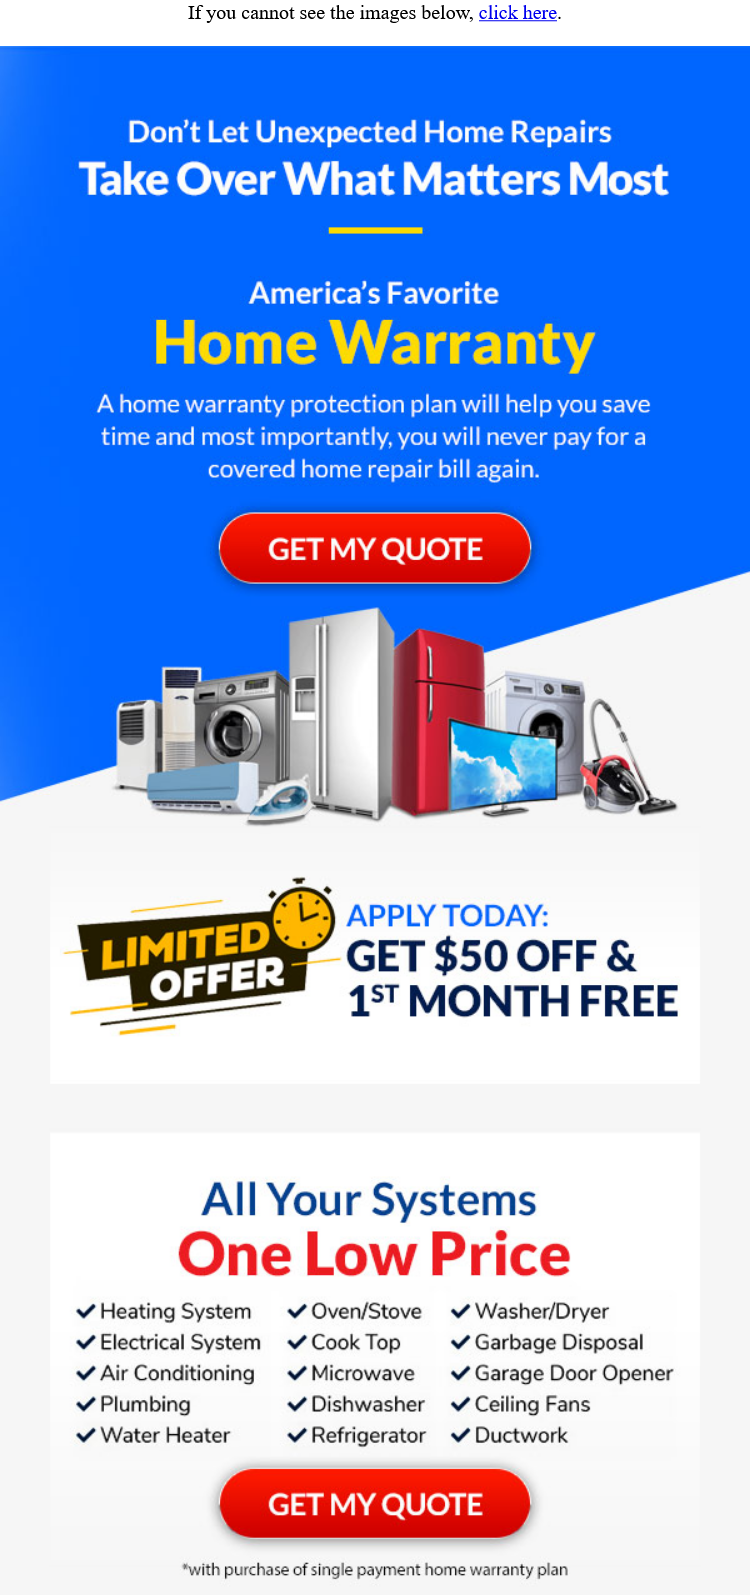 If you cannot see the images below, click here.
Don't Let Unexpected Home Repairs
Take Over What Matters Most
America's Favorite
Home Warranty
A home warranty protection plan will help you save
time and most importantly, you will never pay for a
covered home repair bill again.
GET MY QUOTE
LIMITED
OFFER
APPLY TODAY:
GET $50 OFF &
1ST MONTH FREE
All Your Systems
One Low Price
Heating System
Electrical System
Air Conditioning
Plumbing
Water Heater
Oven/Stove
Cook Top
Microwave
Dishwasher
Refrigerator
Washer/Dryer
Garbage Disposal
Garage Door Opener
Ceiling Fans
Ductwork
GET MY QUOTE
*with purchase of single payment home warranty plan